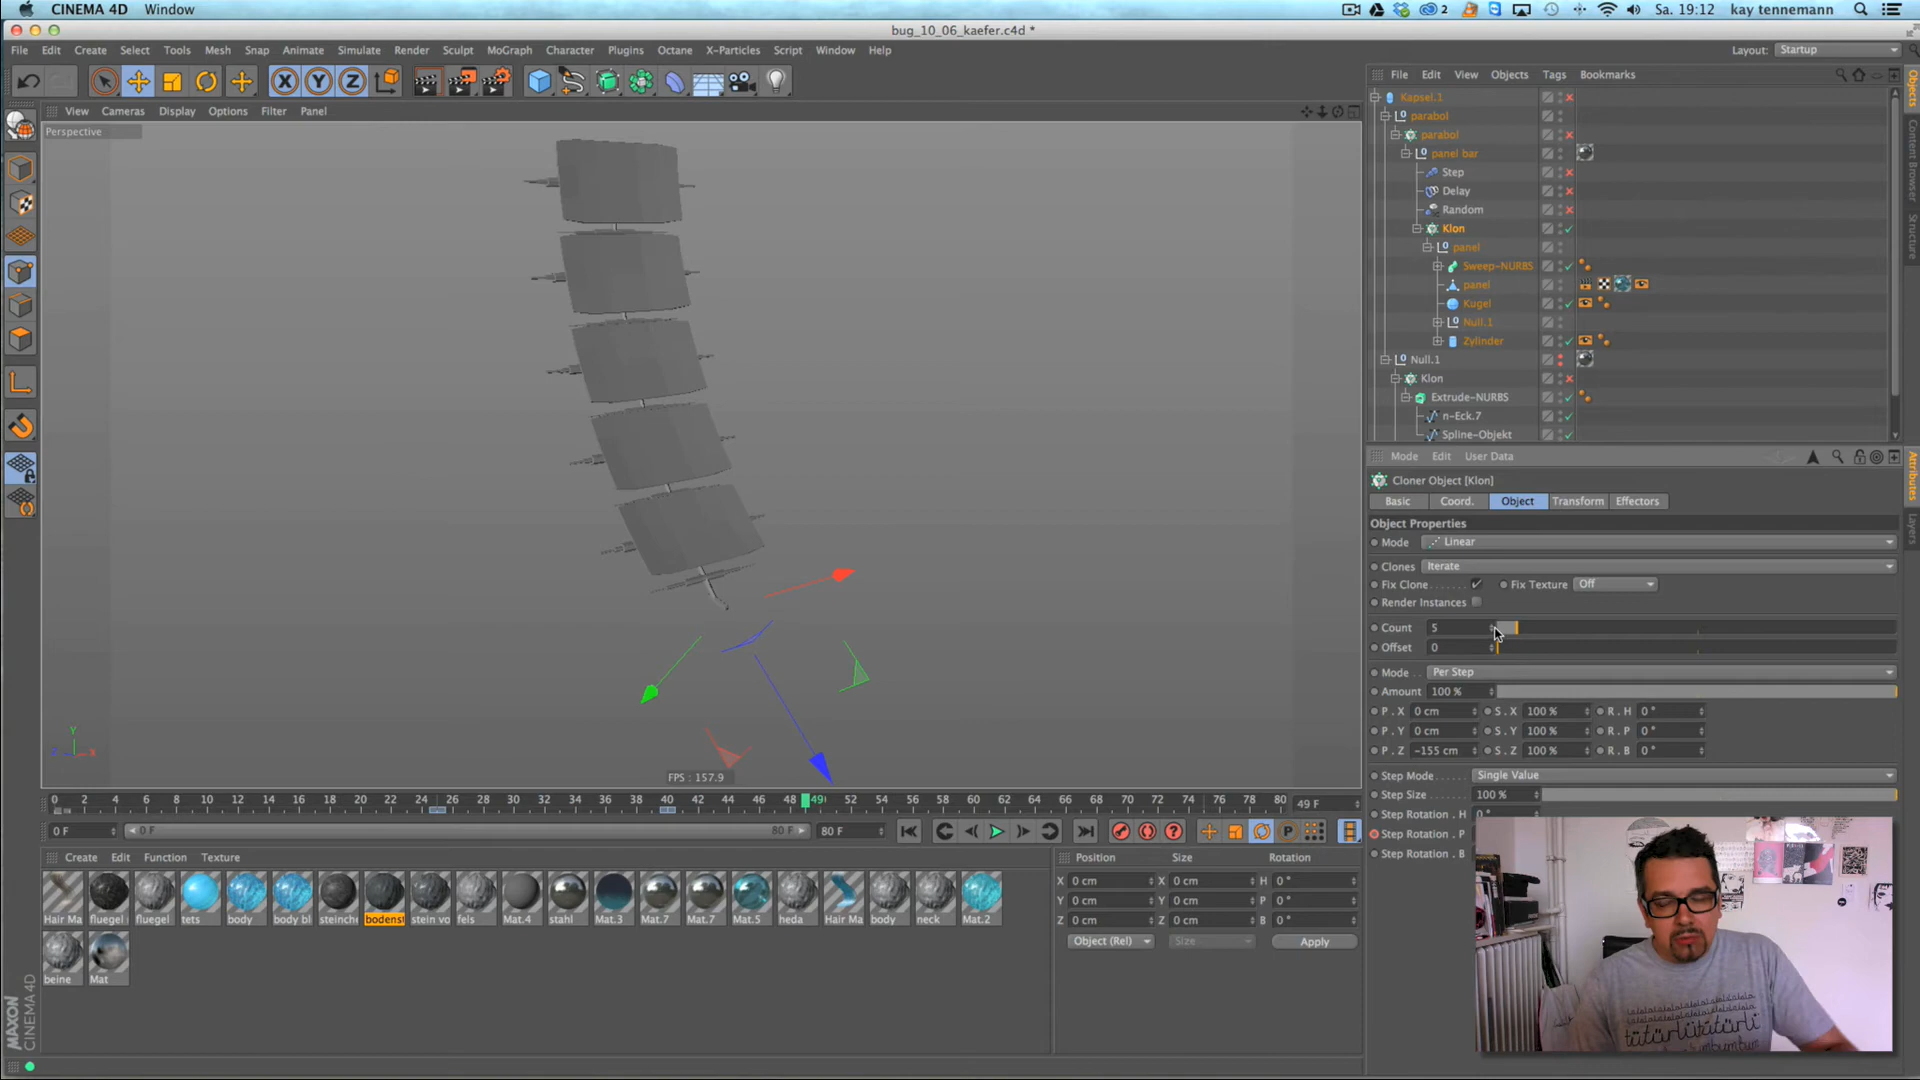 CINEMA 4D Window
2 Sa. 19:12 kay tennemann
bug_10_06_kaefer.c4d *
File Edit Create Select Tools Mesh Snap Animate Simulate Render Sculpt MoGraph Character Plugins Octane X-Particles Script Window Help
Layout: Startup
X Y Z
File Edit View Objects Tags Bookmarks
View Cameras Display Options Filter Panel
Perspective
Kapsel.1
parabol
parabol
panel bar
Step
Delay
Random
Klon
panel
Sweep-NURBS
panel
Kugel
Null.1
Zylinder
Null.1
Klon
Extrude-NURBS
n-Eck.7
Spline-Objekt
Objects
Content Browser
Structure
Mode Edit User Data
Cloner Object [Klon]
Basic Coord. Object Transform Effectors
Object Properties
Mode Linear
Clones Iterate
Fix Clone Fix Texture Off
Render Instances
Count 5
Offset 0
Mode Per Step
Amount 100 %
P . X 0 cm S . X 100 % R . H 0 °
P . Y 0 cm S . Y 100 % R . P 0 °
P . Z -155 cm S . Z 100 % R . B 0 °
Step Mode Single Value
Step Size 100 %
Step Rotation . H 0 °
Step Rotation . P
Step Rotation . B
Attributes
Layers
Y
Z X
FPS : 157.9
0 2 4 6 8 10 12 14 16 18 20 22 24 26 28 30 32 34 36 38 40 42 44 46 48 49 52 54 56 58 60 62 64 66 68 70 72 74 76 78 80 49 F
0 F 0 F 80 F 80 F
P
Create Edit Function Texture
Hair Ma fluegel fluegel tets body body bl steinche bodenst stein vo fels Mat.4 stahl Mat.3 Mat.7 Mat.7 Mat.5 heda Hair Ma body neck Mat.2
beine Mat
Position Size Rotation
X 0 cm X 0 cm H 0 °
Y 0 cm Y 0 cm P 0 °
Z 0 cm Z 0 cm B 0 °
Object (Rel) Size Apply
MAXON
CINEMA 4D